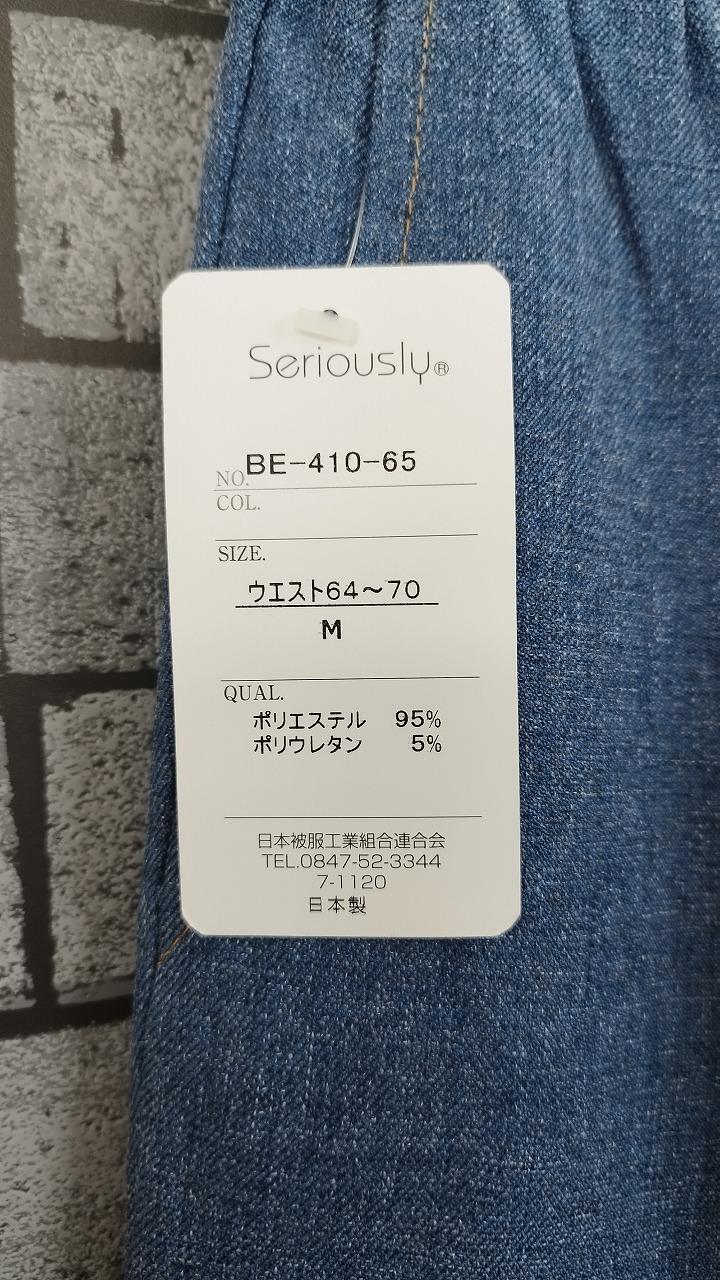 Seriously®
NO. BE-410-65
COL.
SIZE.
ウエスト64～70
M
QUAL.
ポリエステル 95%
ポリウレタン 5%
日本被服工業組合連合会
TEL.0847-52-3344
7-1120
日本製